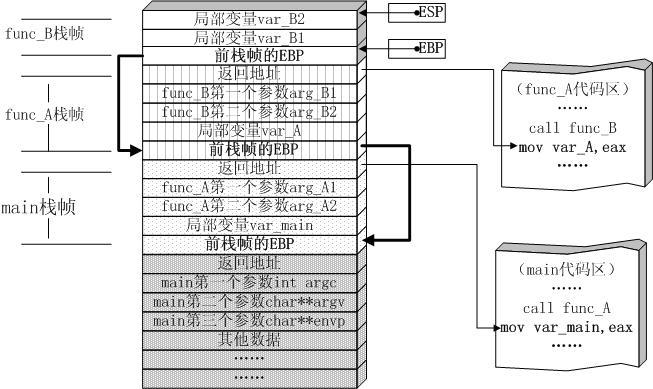 局部变量var_B2
局部变量var_B1
前栈帧的EBP
返回地址
func_B第一个参数arg_B1
func_B第二个参数arg_B2
局部变量var_A
前栈帧的EBP
返回地址
func_A第一个参数arg_A1
func_A第二个参数arg_A2
局部变量var_main
前栈帧的EBP
返回地址
main第一个参数int argc
main第二个参数char**argv
main第三个参数char**envp
其他数据
……
……
func_B栈帧
func_A栈帧
main栈帧
ESP
EBP
(func_A代码区)
……
call func_B
mov var_A,eax
……
(main代码区)
……
call func_A
mov var_main,eax
……